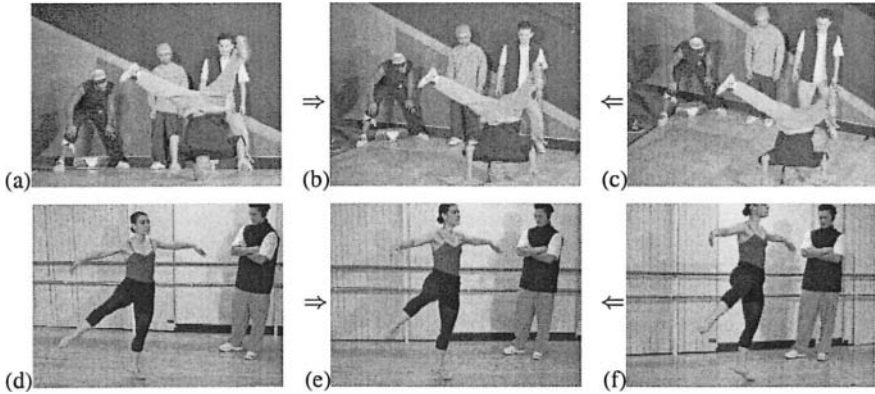 (a) ⇒ (b) ⇐ (c)
(d) ⇒ (e) ⇐ (f)